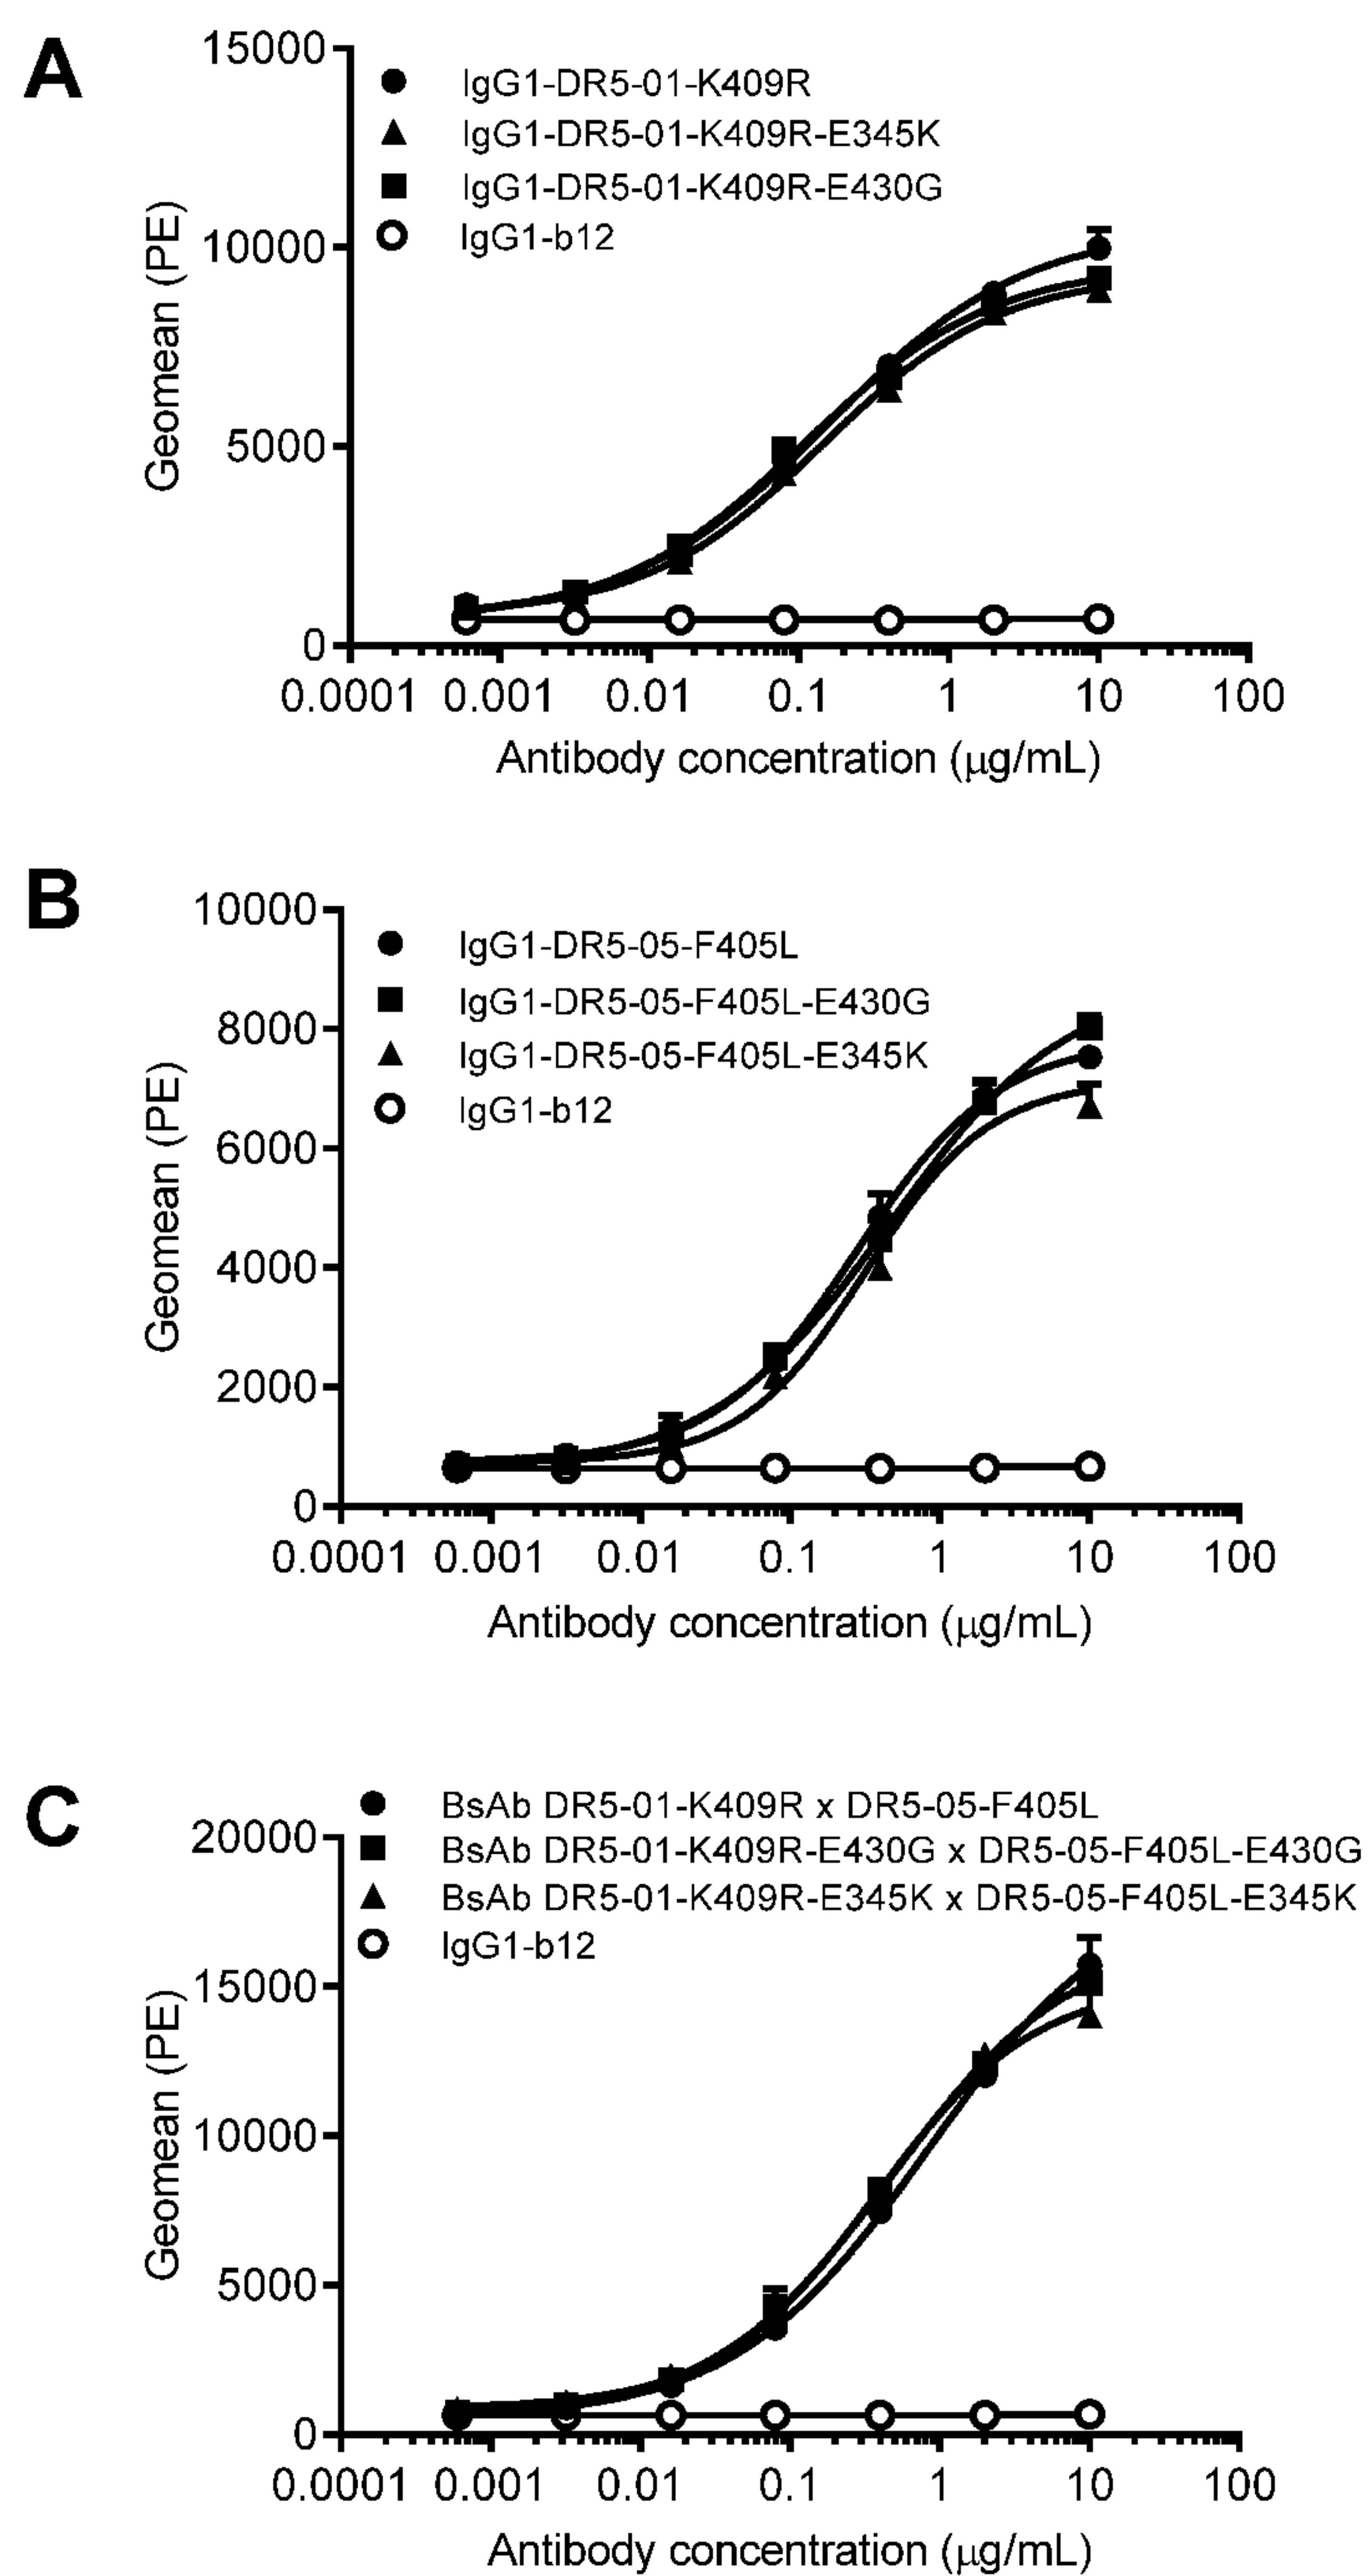 A
15000
10000
5000
0
Geomean (PE)
IgG1-DR5-01-K409R
IgG1-DR5-01-K409R-E345K
IgG1-DR5-01-K409R-E430G
IgG1-b12
0.0001 0.001 0.01 0.1 1 10 100
Antibody concentration (μg/mL)
B
10000
8000
6000
4000
2000
0
Geomean (PE)
IgG1-DR5-05-F405L
IgG1-DR5-05-F405L-E430G
IgG1-DR5-05-F405L-E345K
IgG1-b12
0.0001 0.001 0.01 0.1 1 10 100
Antibody concentration (μg/mL)
C
BsAb DR5-01-K409R x DR5-05-F405L
BsAb DR5-01-K409R-E430G x DR5-05-F405L-E430G
BsAb DR5-01-K409R-E345K x DR5-05-F405L-E345K
IgG1-b12
20000
15000
10000
5000
0
Geomean (PE)
0.0001 0.001 0.01 0.1 1 10 100
Antibody concentration (μg/mL)